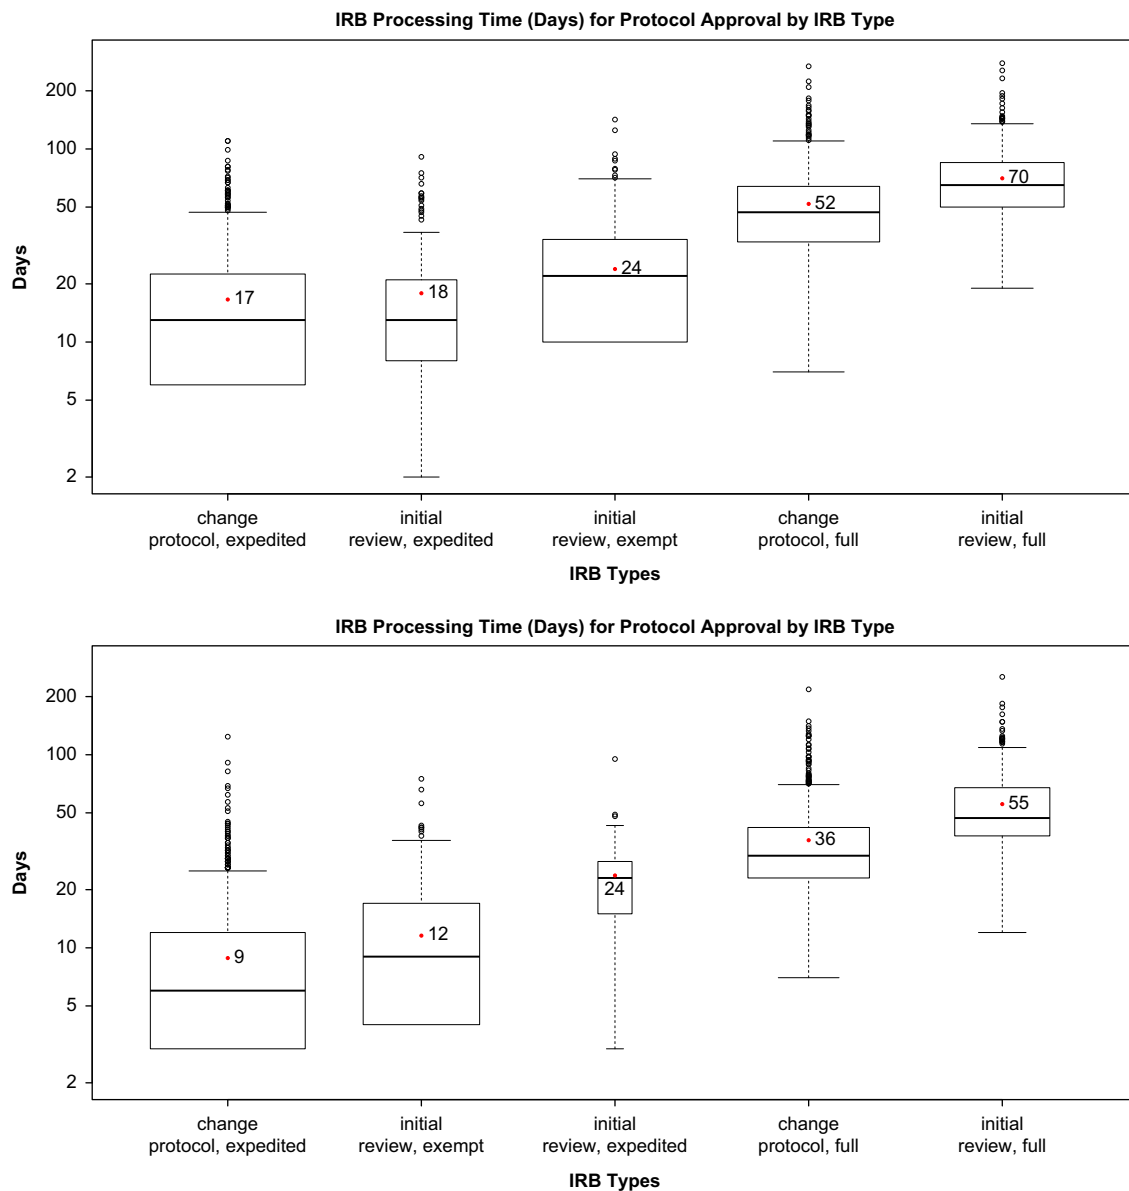 IRB Processing Time (Days) for Protocol Approval by IRB Type
Days
200
100
50
20
10
5
2
17
18
24
52
70
change
protocol, expedited
initial
review, expedited
initial
review, exempt
change
protocol, full
initial
review, full
IRB Types
IRB Processing Time (Days) for Protocol Approval by IRB Type
Days
200
100
50
20
10
5
2
9
12
24
36
55
change
protocol, expedited
initial
review, exempt
initial
review, expedited
change
protocol, full
initial
review, full
IRB Types